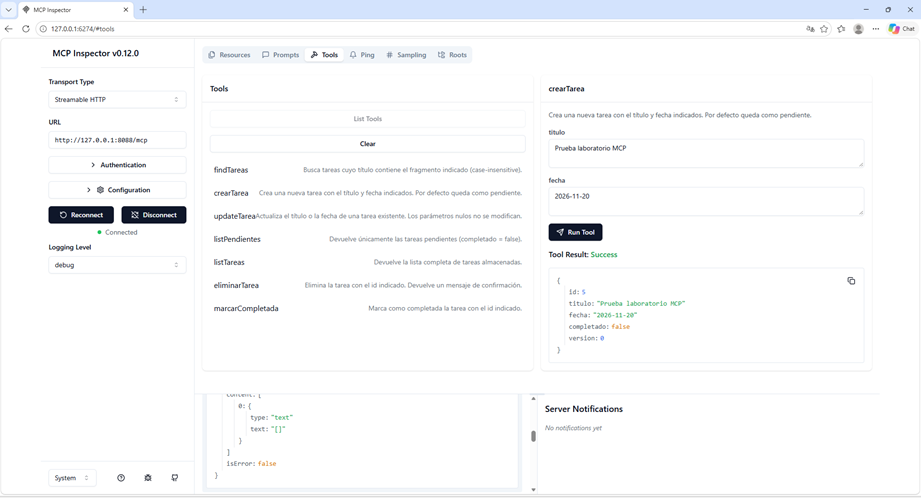 MCP Inspector
127.0.0.1:6274/#tools
Chat
MCP Inspector v0.12.0
Transport Type
Streamable HTTP
URL
http://127.0.0.1:8088/mcp
Authentication
Configuration
Reconnect
Disconnect
Connected
Logging Level
debug
System
Resources
Prompts
Tools
Ping
Sampling
Roots
Tools
List Tools
Clear
findTareas Busca tareas cuyo título contiene el fragmento indicado (case-insensitive).
crearTarea Crea una nueva tarea con el título y fecha indicados. Por defecto queda como pendiente.
updateTarea Actualiza el título o la fecha de una tarea existente. Los parámetros nulos no se modifican.
listPendientes Devuelve únicamente las tareas pendientes (completado = false).
listTareas Devuelve la lista completa de tareas almacenadas.
eliminarTarea Elimina la tarea con el id indicado. Devuelve un mensaje de confirmación.
marcarCompletada Marca como completada la tarea con el id indicado.
crearTarea
Crea una nueva tarea con el título y fecha indicados. Por defecto queda como pendiente.
titulo
Prueba laboratorio MCP
fecha
2026-11-20
Run Tool
Tool Result: Success
{
id: 5
titulo: "Prueba laboratorio MCP"
fecha: "2026-11-20"
completado: false
version: 0
}
content: [
0: {
type: "text"
text: "[]"
}
]
isError: false
}
Server Notifications
No notifications yet